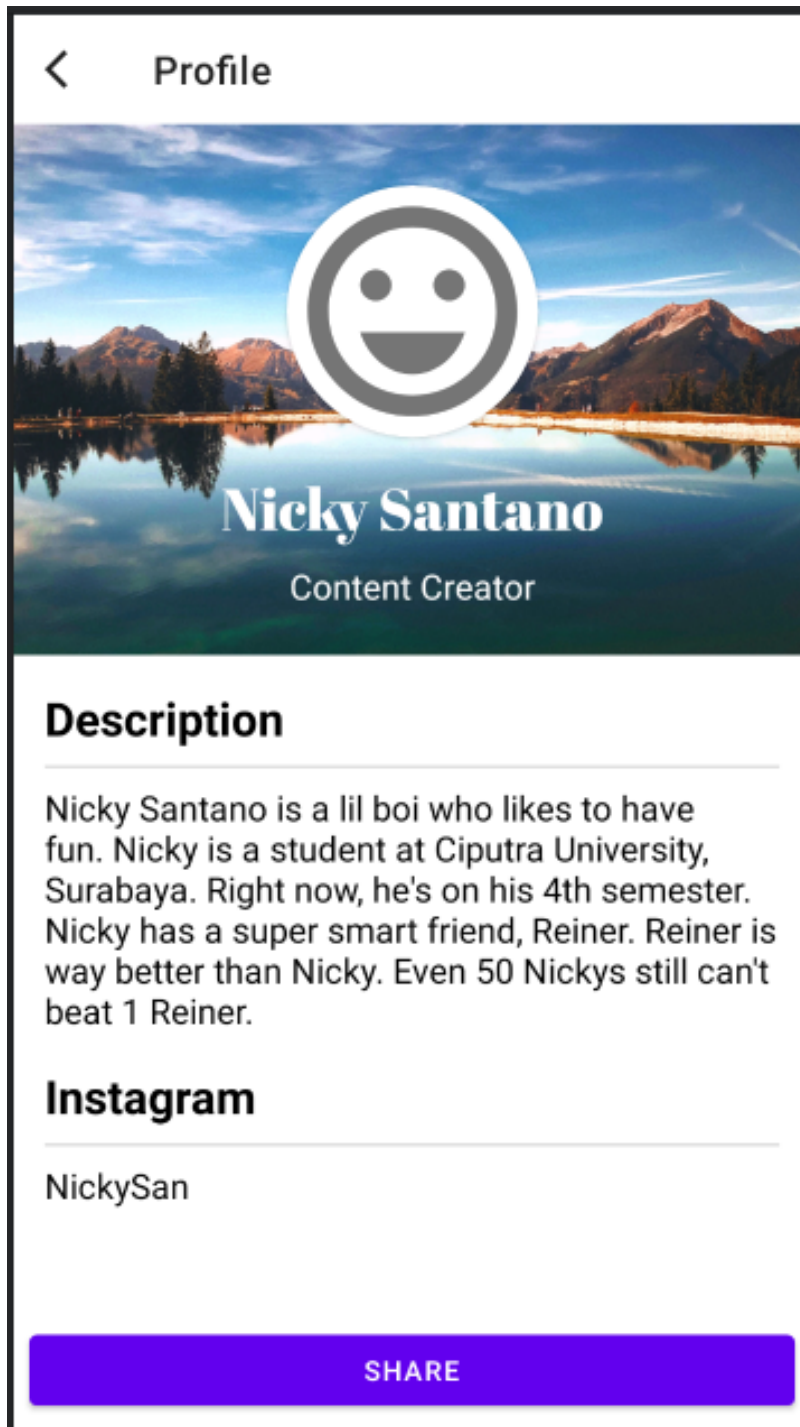 Profile
Nicky Santano
Content Creator
Description
Nicky Santano is a lil boi who likes to have
fun. Nicky is a student at Ciputra University,
Surabaya. Right now, he's on his 4th semester.
Nicky has a super smart friend, Reiner. Reiner is
way better than Nicky. Even 50 Nickys still can't
beat 1 Reiner.
Instagram
NickySan
SHARE